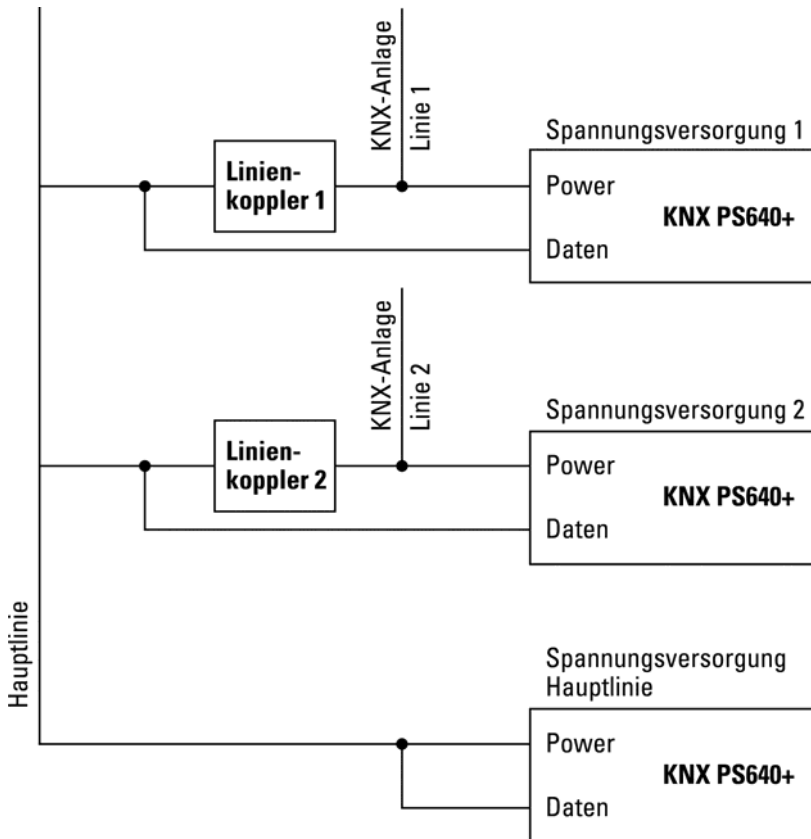 KNX-Anlage
Linie 1
Spannungsversorgung 1
Linien-
koppler 1
Power
KNX PS640+
Daten
KNX-Anlage
Linie 2
Spannungsversorgung 2
Linien-
koppler 2
Power
KNX PS640+
Daten
Hauptlinie
Spannungsversorgung
Hauptlinie
Power
KNX PS640+
Daten